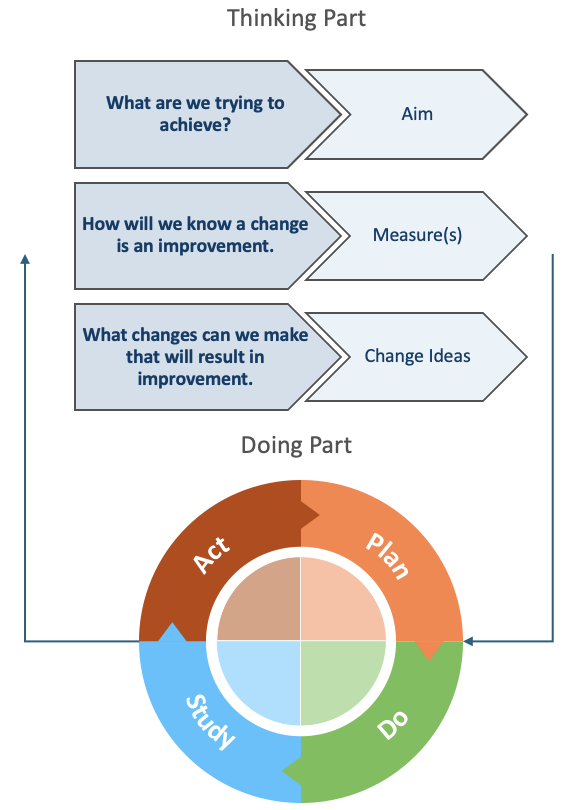 Thinking Part
What are we trying to
achieve?
Aim
How will we know a change
is an improvement.
Measure(s)
What changes can we make
that will result in
improvement.
Change Ideas
Doing Part
Act
Plan
Study
Do